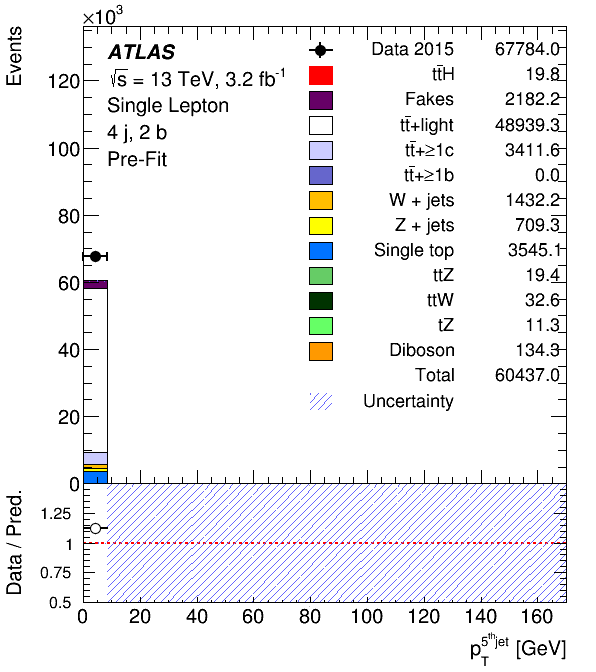 ×10³
Events
ATLAS
√s = 13 TeV, 3.2 fb⁻¹
Single Lepton
4 j, 2 b
Pre-Fit
Data 2015 67784.0
tt̄H 19.8
Fakes 2182.2
tt̄+light 48939.3
tt̄+≥1c 3411.6
tt̄+≥1b 0.0
W + jets 1432.2
Z + jets 709.3
Single top 3545.1
ttZ 19.4
ttW 32.6
tZ 11.3
Diboson 134.3
Total 60437.0
Uncertainty
120
100
80
60
40
20
0
Data / Pred.
1.25
1
0.75
0.5
0 20 40 60 80 100 120 140 160
p_T^{5th jet} [GeV]